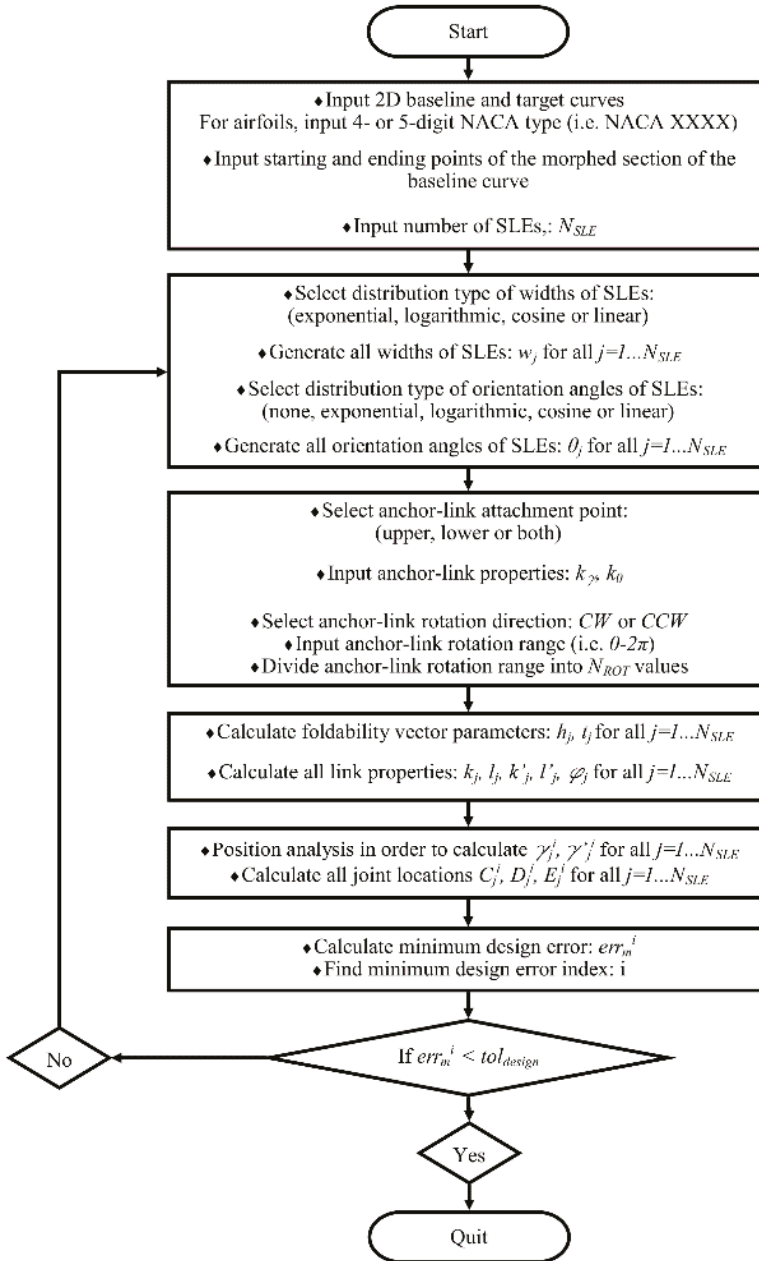 Start
♦Input 2D baseline and target curves
For airfoils, input 4- or 5-digit NACA type (i.e. NACA XXXX)
♦Input starting and ending points of the morphed section of the
baseline curve
♦Input number of SLEs,: N_SLE
♦Select distribution type of widths of SLEs:
(exponential, logarithmic, cosine or linear)
♦Generate all widths of SLEs: w_j for all j=1...N_SLE
♦Select distribution type of orientation angles of SLEs:
(none, exponential, logarithmic, cosine or linear)
♦Generate all orientation angles of SLEs: θ_j for all j=1...N_SLE
♦Select anchor-link attachment point:
(upper, lower or both)
♦Input anchor-link properties: k_γ, k_0
♦Select anchor-link rotation direction: CW or CCW
♦Input anchor-link rotation range (i.e. 0-2π)
♦Divide anchor-link rotation range into N_ROT values
♦Calculate foldability vector parameters: h_j, t_j for all j=1...N_SLE
♦Calculate all link properties: k_j, l_j, k'_j, l'_j, φ_j for all j=1...N_SLE
♦Position analysis in order to calculate γ_j^i, γ'_j^i for all j=1...N_SLE
♦Calculate all joint locations C_j^i, D_j^i, E_j^i for all j=1...N_SLE
♦Calculate minimum design error: err_m^i
♦Find minimum design error index: i
If err_m^i < tol_design
No
Yes
Quit